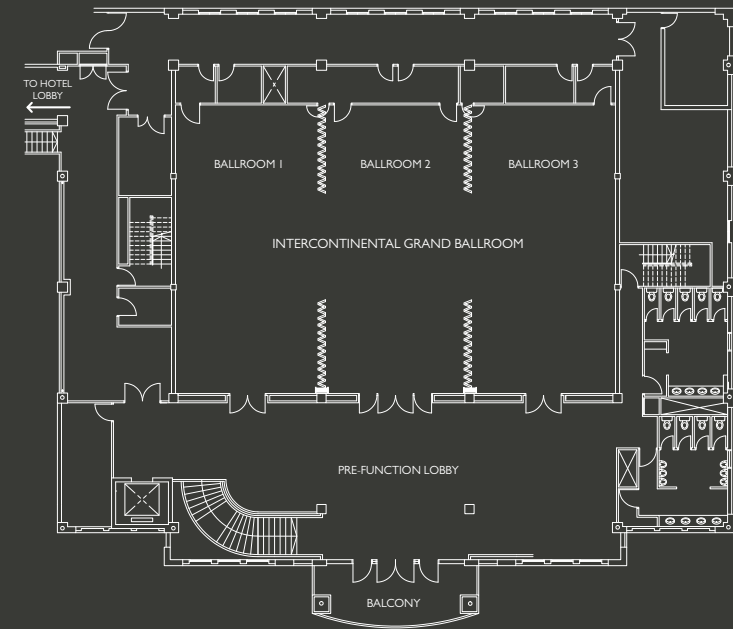 TO HOTEL
LOBBY
BALLROOM 1
BALLROOM 2
BALLROOM 3
INTERCONTINENTAL GRAND BALLROOM
PRE-FUNCTION LOBBY
BALCONY